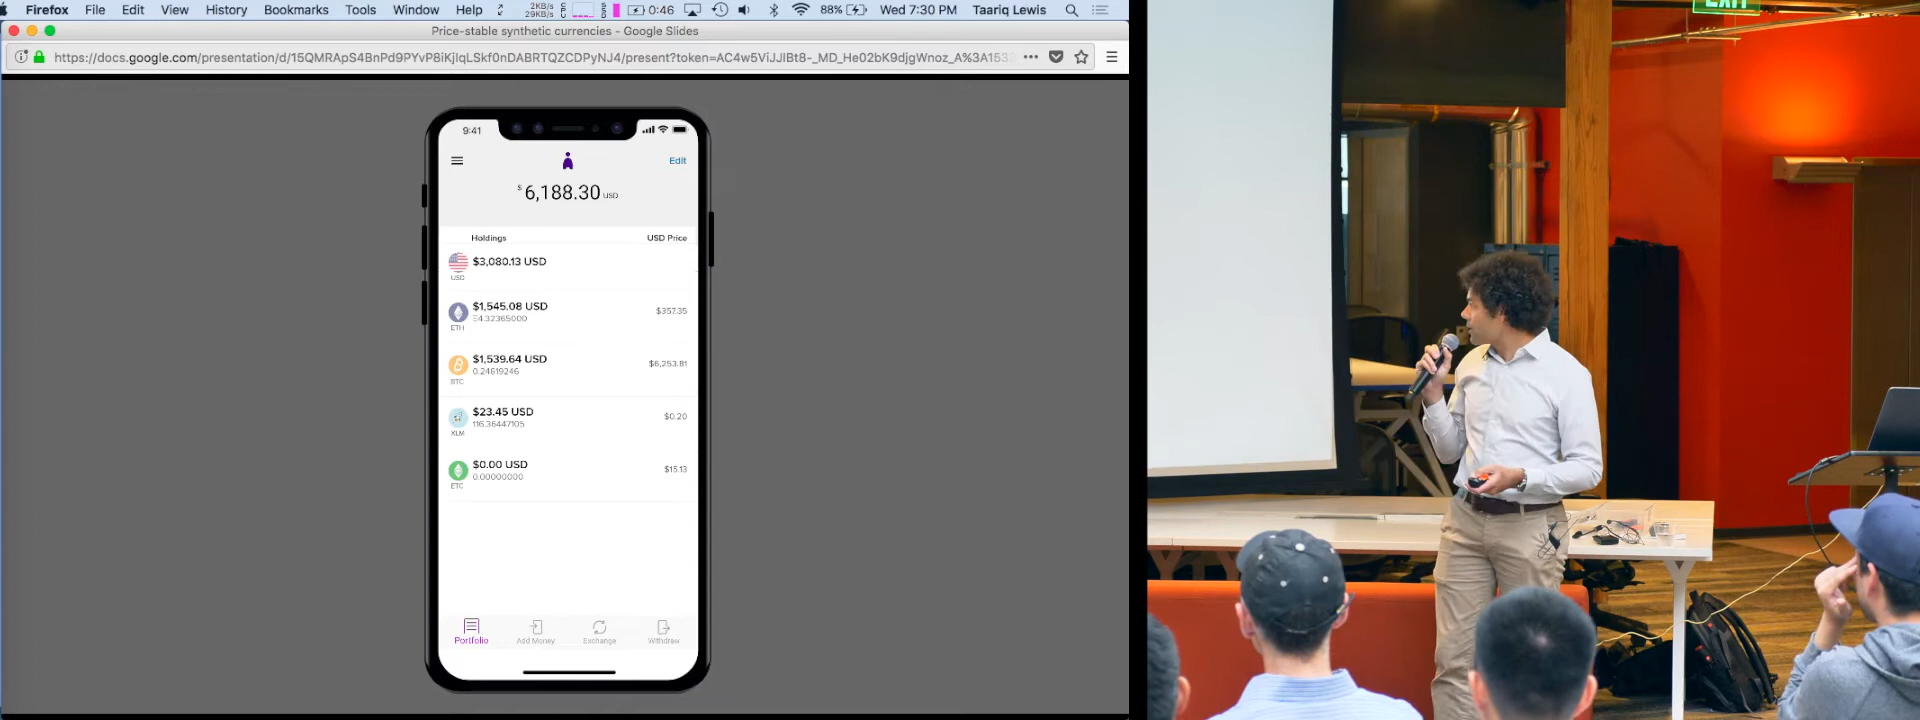 Firefox File Edit View History Bookmarks Tools Window Help 2KB/s 29KB/s 0:46 88% Wed 7:30 PM Taariq Lewis
Price-stable synthetic currencies - Google Slides
https://docs.google.com/presentation/d/15QMRApS4BnPd9PYvP8iKjlqLSkf0nDABRTQZCDPyNJ4/present?token=AC4w5ViJJIBt8-_MD_He02bK9djgWnoz_A%3A153
9:41
Edit
$6,188.30 USD
Holdings USD Price
$3,080.13 USD
USD
$1,545.08 USD
Ξ4.32365000 $357.35
ETH
$1,539.64 USD
0.24619246 $6,253.81
BTC
$23.45 USD
116.36447105 $0.20
XLM
$0.00 USD
0.00000000 $15.13
ETC
Portfolio Add Money Exchange Withdraw
EXIT